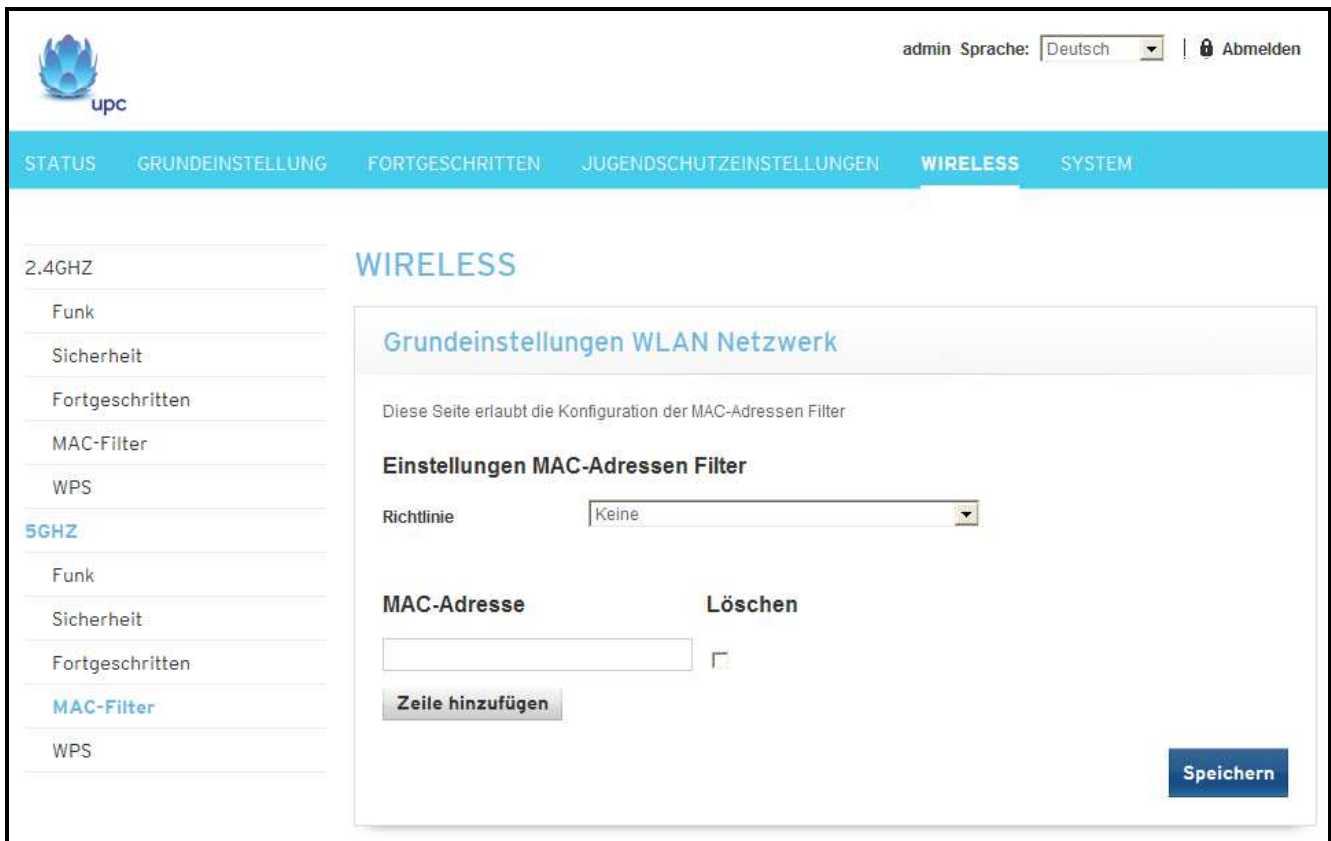 upc
admin Sprache: Deutsch | Abmelden
STATUS GRUNDEINSTELLUNG FORTGESCHRITTEN JUGENDSCHUTZEINSTELLUNGEN WIRELESS SYSTEM
2.4GHZ
Funk
Sicherheit
Fortgeschritten
MAC-Filter
WPS
5GHZ
Funk
Sicherheit
Fortgeschritten
MAC-Filter
WPS
WIRELESS
Grundeinstellungen WLAN Netzwerk
Diese Seite erlaubt die Konfiguration der MAC-Adressen Filter
Einstellungen MAC-Adressen Filter
Richtlinie Keine
MAC-Adresse Löschen
Zeile hinzufügen
Speichern